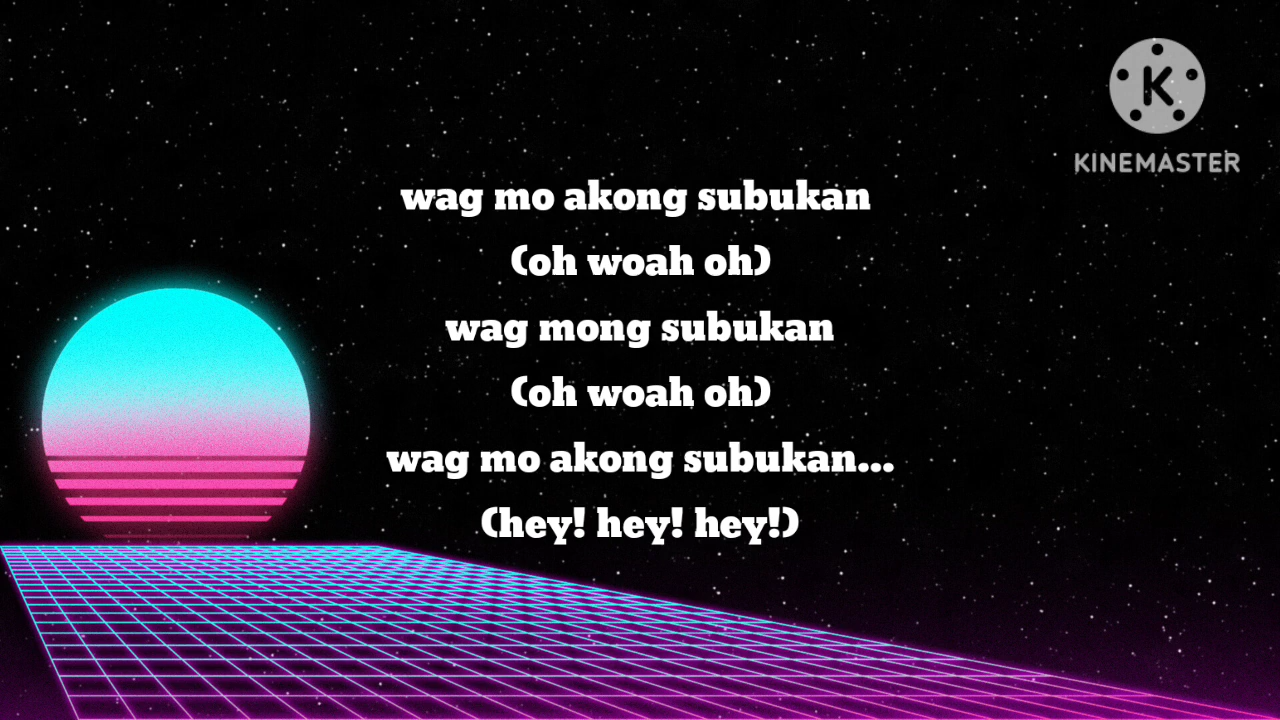 KINEMASTER
wag mo akong subukan
(oh woah oh)
wag mong subukan
(oh woah oh)
wag mo akong subukan...
(hey! hey! hey!)